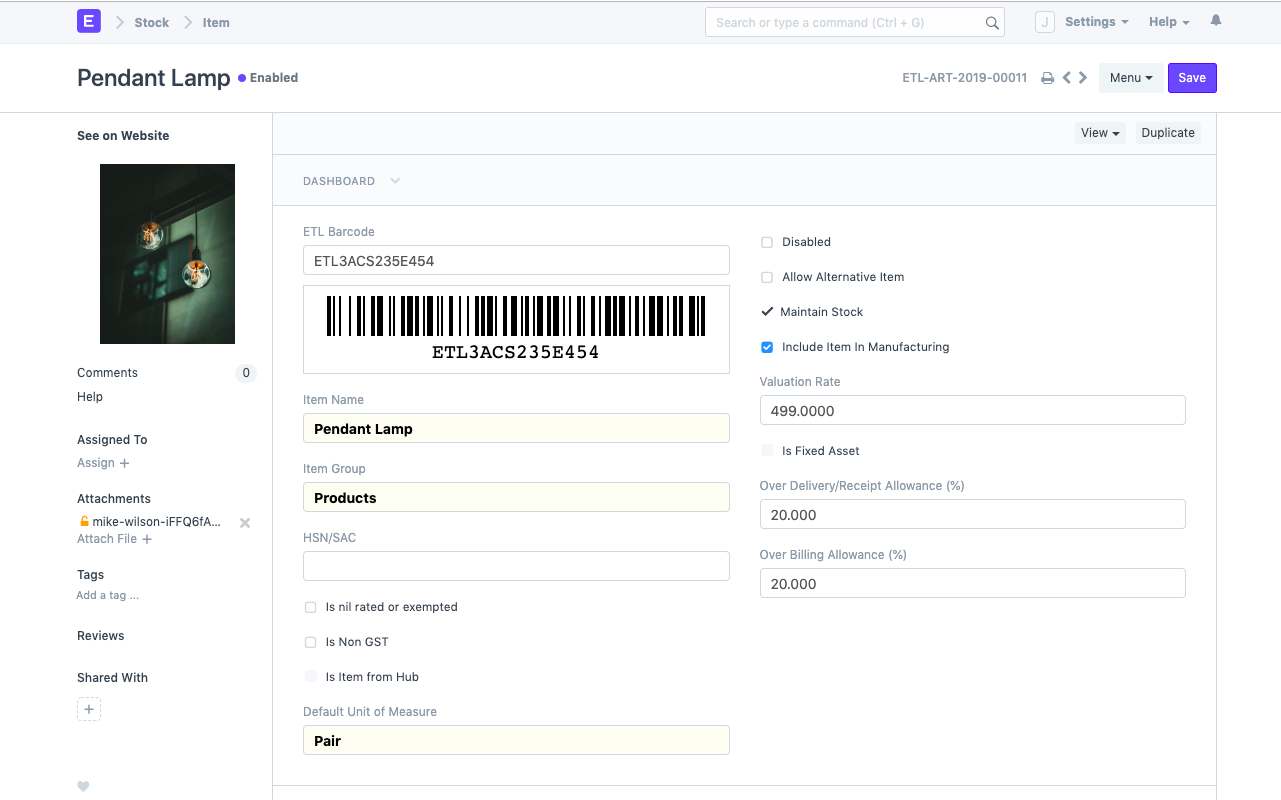 E Stock Item
Search or type a command (Ctrl + G)
J Settings Help
Pendant Lamp Enabled
ETL-ART-2019-00011 Menu Save
See on Website
Comments 0
Help
Assigned To
Assign +
Attachments
mike-wilson-iFFQ6fA...
Attach File +
Tags
Add a tag ...
Reviews
Shared With
+
View Duplicate
DASHBOARD
ETL Barcode
ETL3ACS235E454
ETL3ACS235E454
Item Name
Pendant Lamp
Item Group
Products
HSN/SAC
Is nil rated or exempted
Is Non GST
Is Item from Hub
Default Unit of Measure
Pair
Disabled
Allow Alternative Item
Maintain Stock
Include Item In Manufacturing
Valuation Rate
499.0000
Is Fixed Asset
Over Delivery/Receipt Allowance (%)
20.000
Over Billing Allowance (%)
20.000